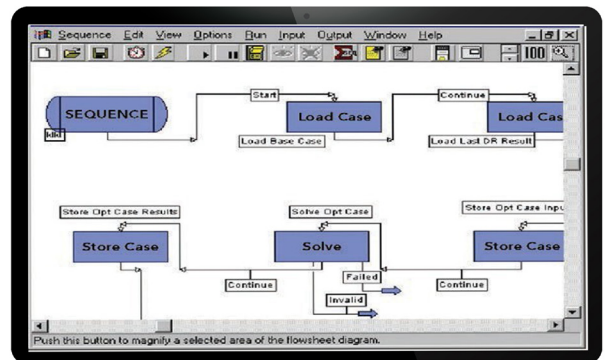 Sequence Edit View Options Run Input Output Window Help
100
Start
Continue
SEQUENCE
Load Case
Load Cas
Load Base Case
Load Last DR Result
Store Opt Case Results
Solve Opt Case
Store Opt Case Inpu
Store Case
Solve
Store Case
Continue
Failed
Continue
Invalid
Push this button to magnify a selected area of the flowsheet diagram.